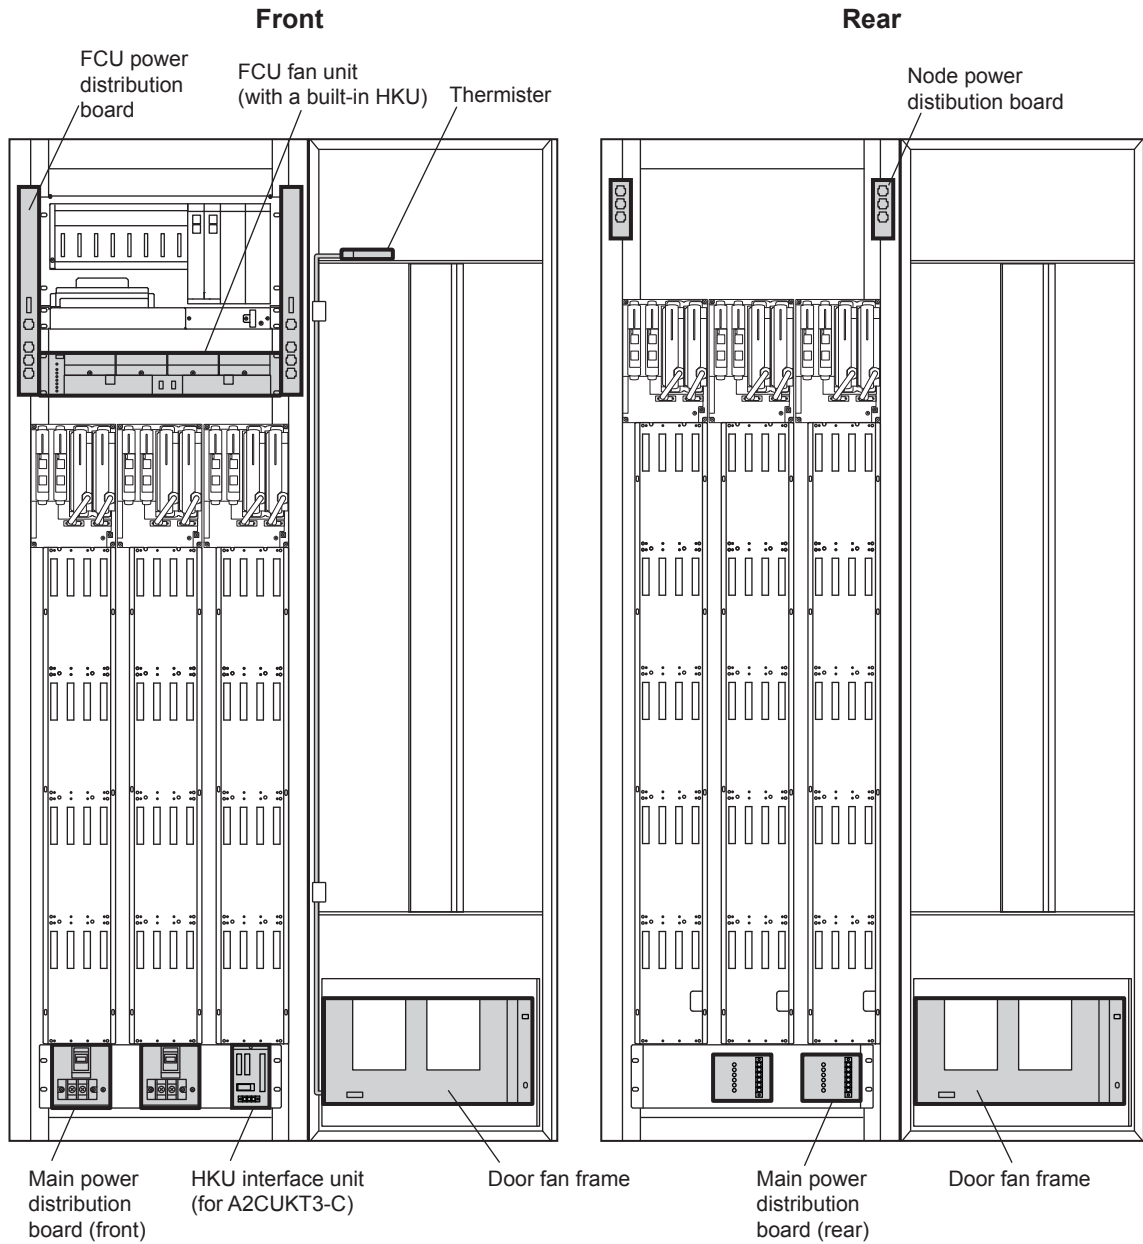 Front
Rear
FCU power
distribution
board
FCU fan unit
(with a built-in HKU)
Thermister
Node power
distibution board
Main power
distribution
board (front)
HKU interface unit
(for A2CUKT3-C)
Door fan frame
Main power
distribution
board (rear)
Door fan frame